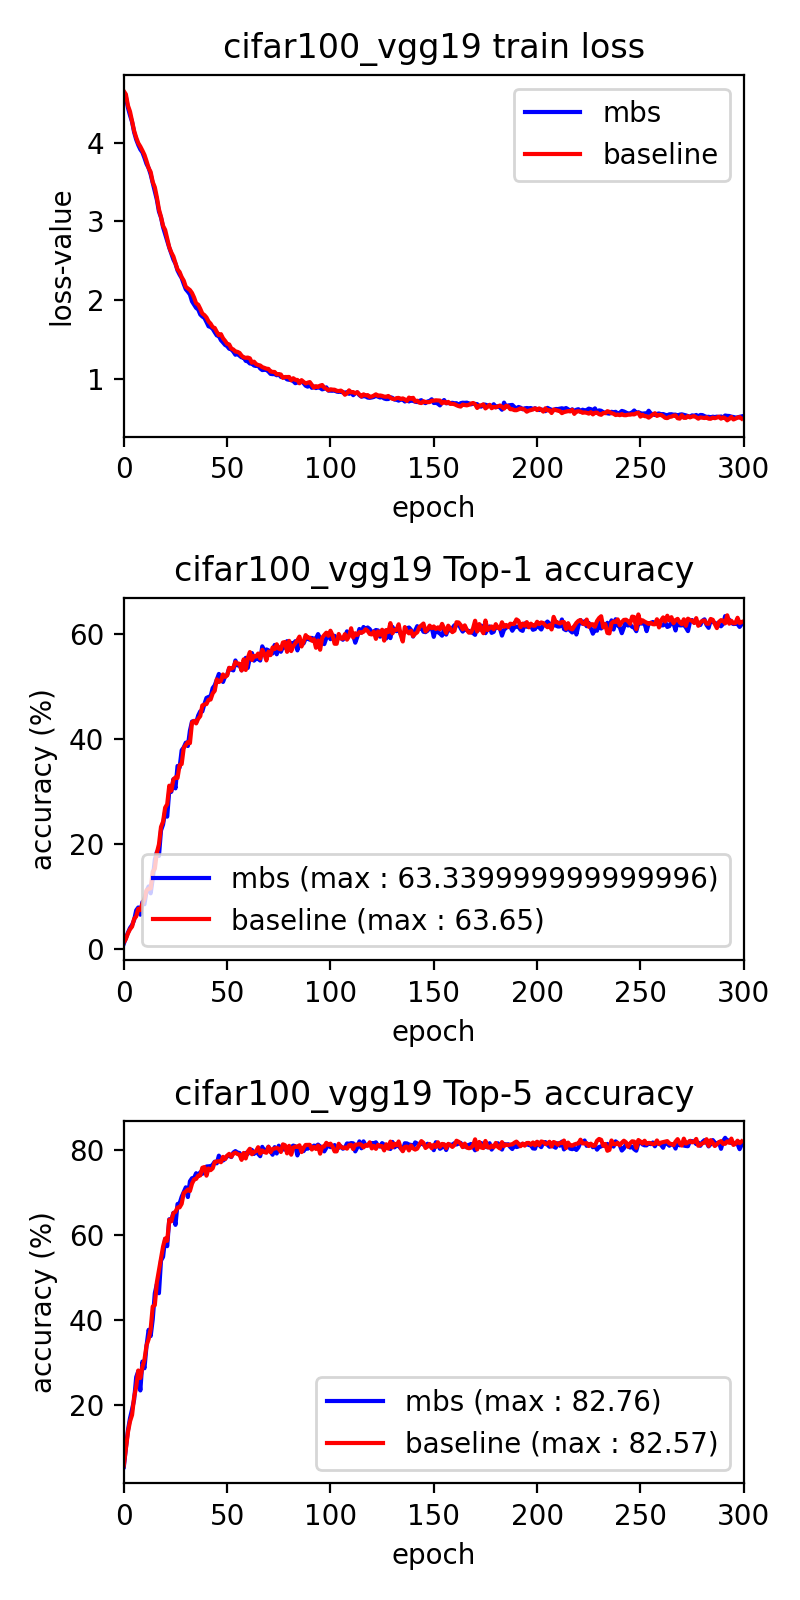 cifar100_vgg19 train loss
mbs
baseline
loss-value
4
3
2
1
0 50 100 150 200 250 300
epoch
cifar100_vgg19 Top-1 accuracy
accuracy (%)
60
40
20
0
mbs (max : 63.339999999999996)
baseline (max : 63.65)
0 50 100 150 200 250 300
epoch
cifar100_vgg19 Top-5 accuracy
accuracy (%)
80
60
40
20
mbs (max : 82.76)
baseline (max : 82.57)
0 50 100 150 200 250 300
epoch